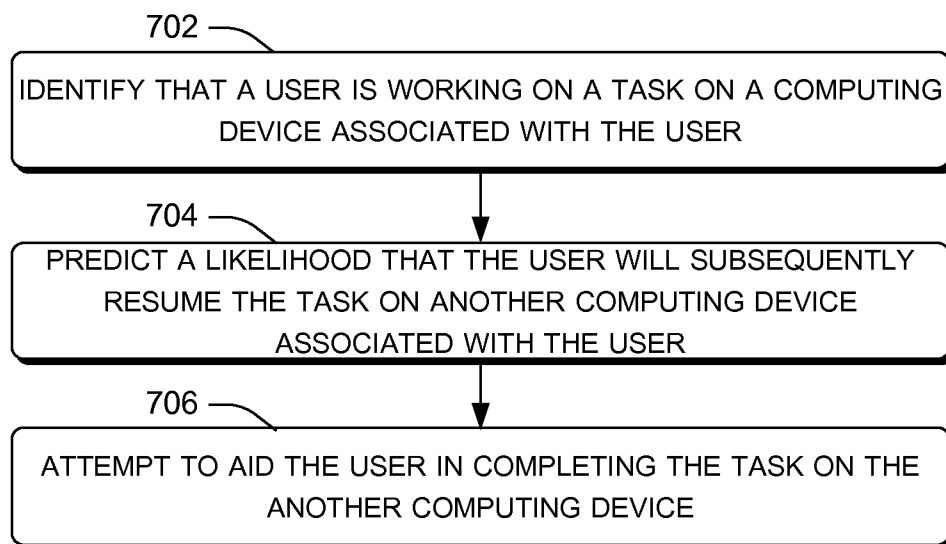 702
IDENTIFY THAT A USER IS WORKING ON A TASK ON A COMPUTING
DEVICE ASSOCIATED WITH THE USER
704
PREDICT A LIKELIHOOD THAT THE USER WILL SUBSEQUENTLY
RESUME THE TASK ON ANOTHER COMPUTING DEVICE
ASSOCIATED WITH THE USER
706
ATTEMPT TO AID THE USER IN COMPLETING THE TASK ON THE
ANOTHER COMPUTING DEVICE